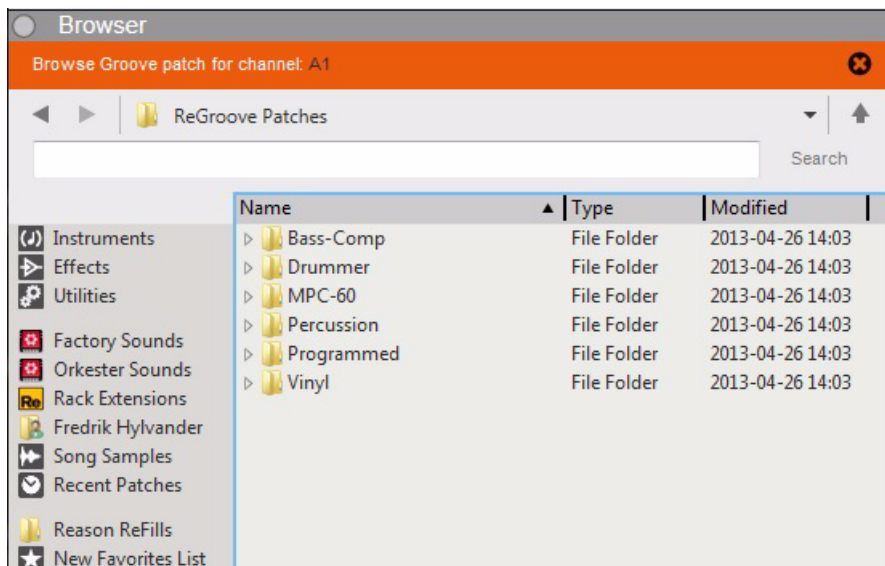 Browser
Browse Groove patch for channel: A1
ReGroove Patches
Search
Name Type Modified
Instruments
Effects
Utilities
Factory Sounds
Orkester Sounds
Re Rack Extensions
Fredrik Hylvander
Song Samples
Recent Patches
Reason ReFills
New Favorites List
Bass-Comp File Folder 2013-04-26 14:03
Drummer File Folder 2013-04-26 14:03
MPC-60 File Folder 2013-04-26 14:03
Percussion File Folder 2013-04-26 14:03
Programmed File Folder 2013-04-26 14:03
Vinyl File Folder 2013-04-26 14:03